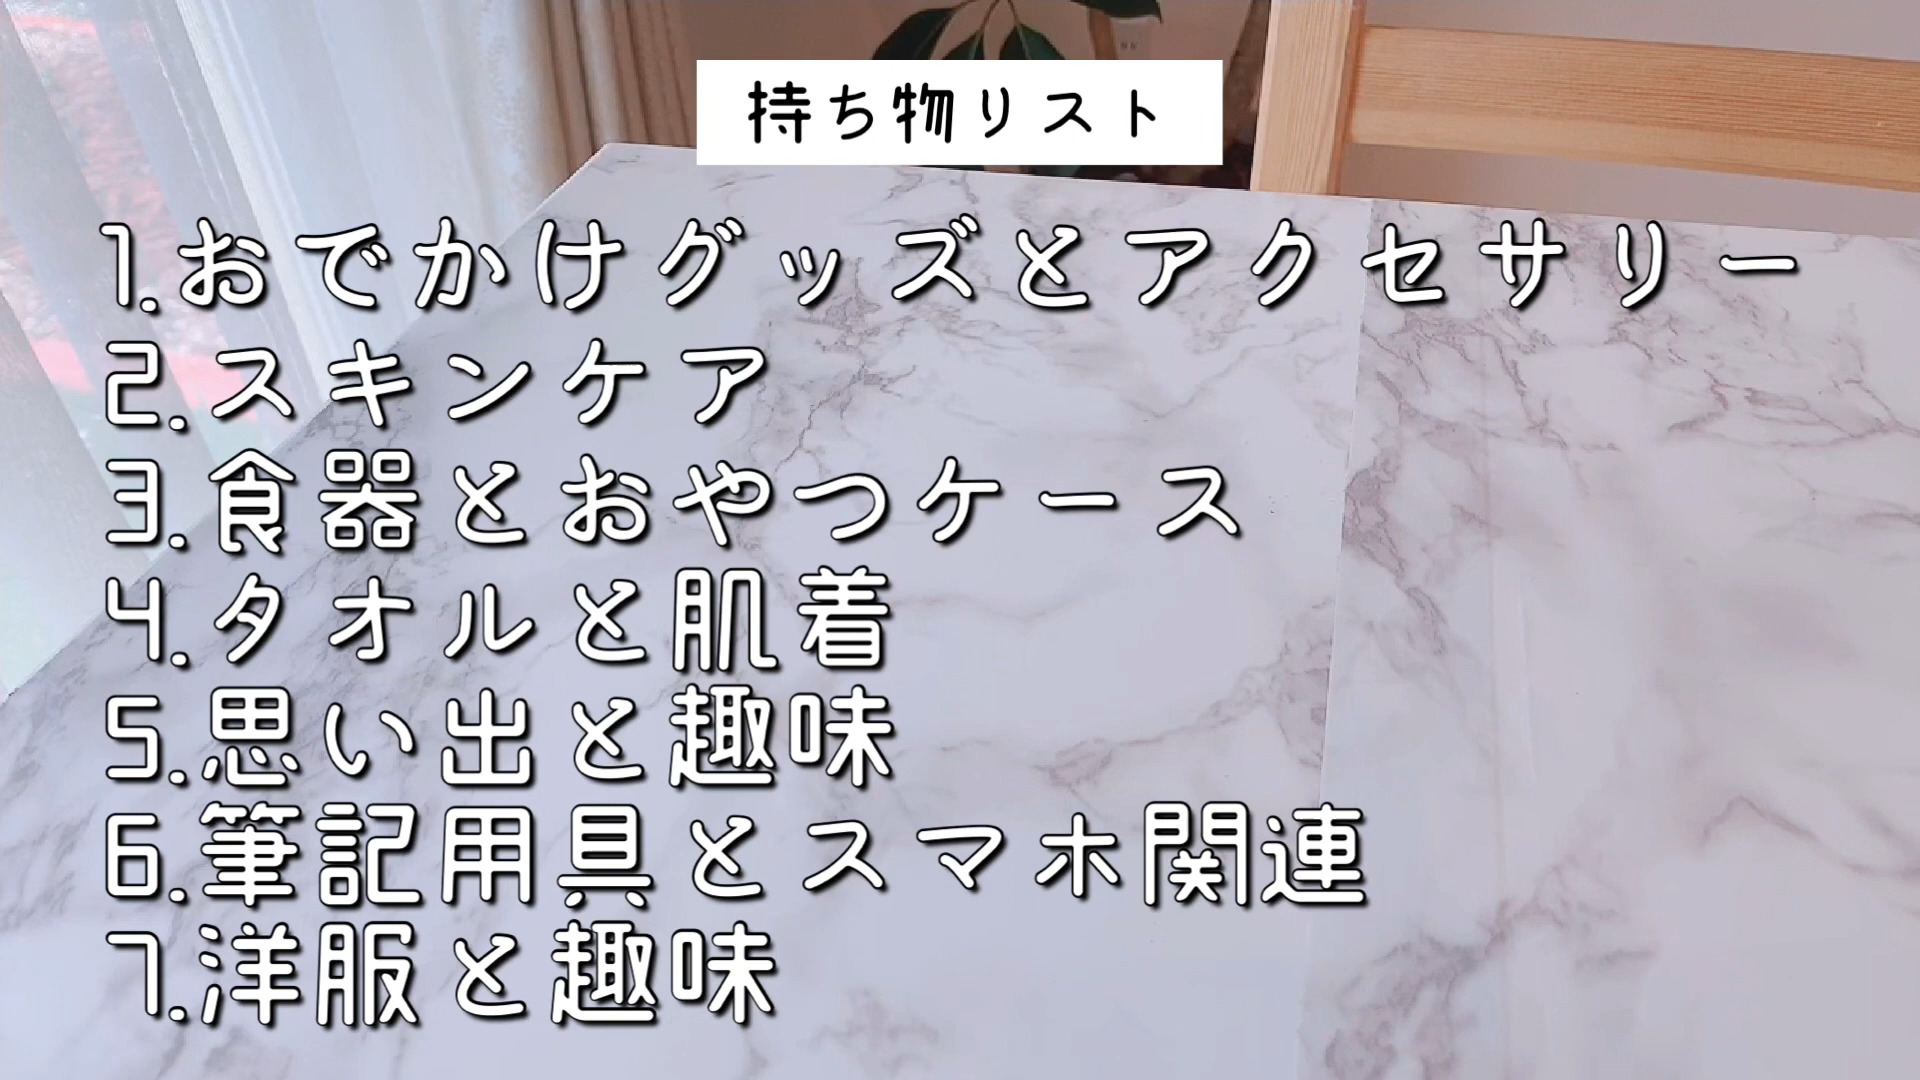 持ち物リスト
1.おでかけグッズとアクセサリー
2.スキンケア
3.食器とおやつケース
4.タオルと肌着
5.思い出と趣味
6.筆記用具とスマホ関連
7.洋服と趣味